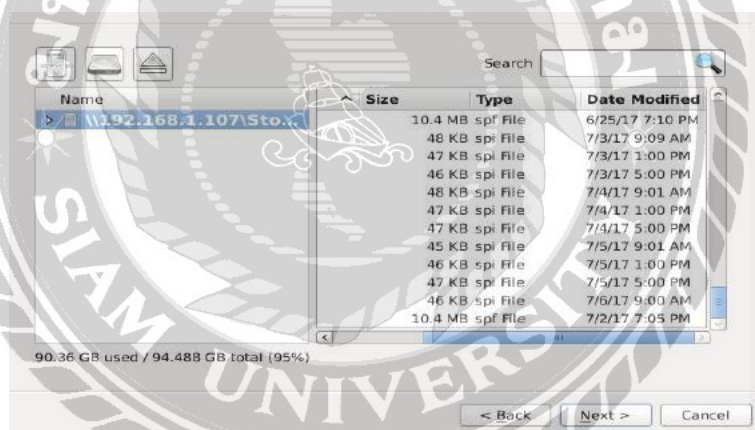 Search
Name
Size Type Date Modified
\\192.168.1.107\Sto...
10.4 MB spf File 6/25/17 7:10 PM
48 KB spi File 7/3/17 9:09 AM
47 KB spi File 7/3/17 1:00 PM
46 KB spi File 7/3/17 5:00 PM
48 KB spi File 7/4/17 9:01 AM
47 KB spi File 7/4/17 1:00 PM
47 KB spi File 7/4/17 5:00 PM
45 KB spi File 7/5/17 9:01 AM
46 KB spi File 7/5/17 1:00 PM
47 KB spi File 7/5/17 5:00 PM
46 KB spi File 7/6/17 9:00 AM
10.4 MB spf File 7/2/17 7:05 PM
90.36 GB used / 94.488 GB total (95%)
< Back Next > Cancel
SIAM UNIVERSIT